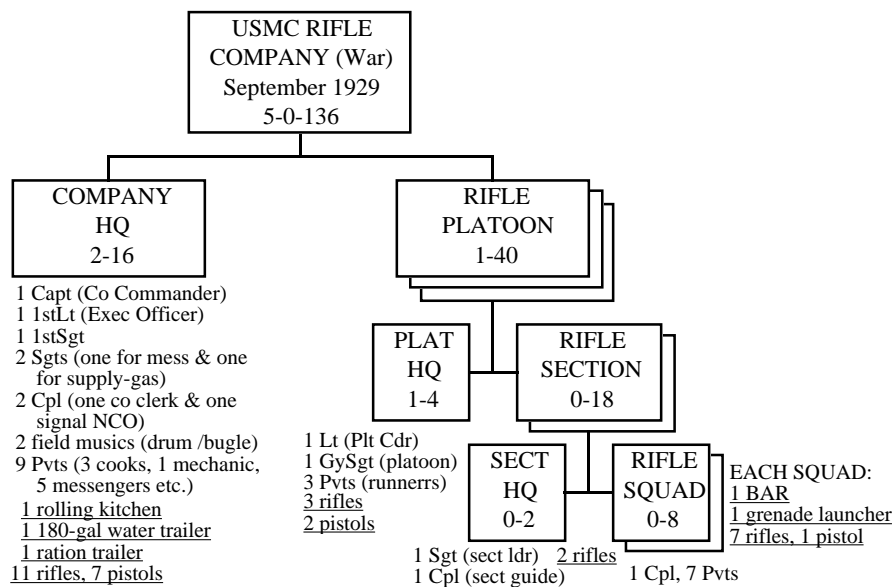 USMC RIFLE
COMPANY (War)
September 1929
5-0-136
COMPANY
HQ
2-16
1 Capt (Co Commander)
1 1stLt (Exec Officer)
1 1stSgt
2 Sgts (one for mess & one
for supply-gas)
2 Cpl (one co clerk & one
signal NCO)
2 field musics (drum /bugle)
9 Pvts (3 cooks, 1 mechanic,
5 messengers etc.)
1 rolling kitchen
1 180-gal water trailer
1 ration trailer
11 rifles, 7 pistols
RIFLE
PLATOON
1-40
PLAT
HQ
1-4
1 Lt (Plt Cdr)
1 GySgt (platoon)
3 Pvts (runnerrs)
3 rifles
2 pistols
RIFLE
SECTION
0-18
SECT
HQ
0-2
1 Sgt (sect ldr)
1 Cpl (sect guide)
2 rifles
RIFLE
SQUAD
0-8
1 Cpl, 7 Pvts
EACH SQUAD:
1 BAR
1 grenade launcher
7 rifles, 1 pistol